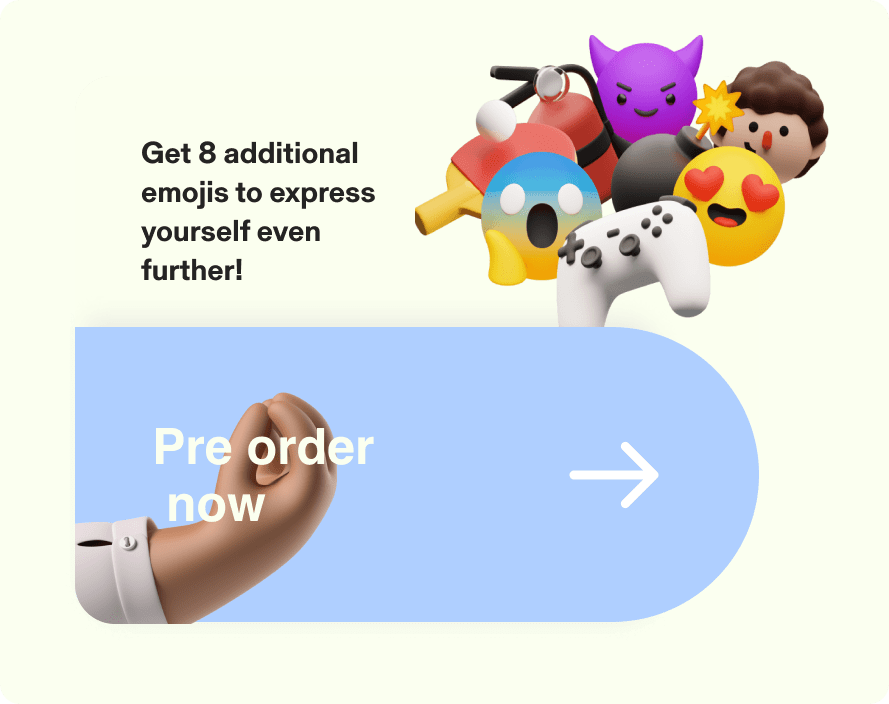 Get 8 additional
emojis to express
yourself even
further!
Pre order
now